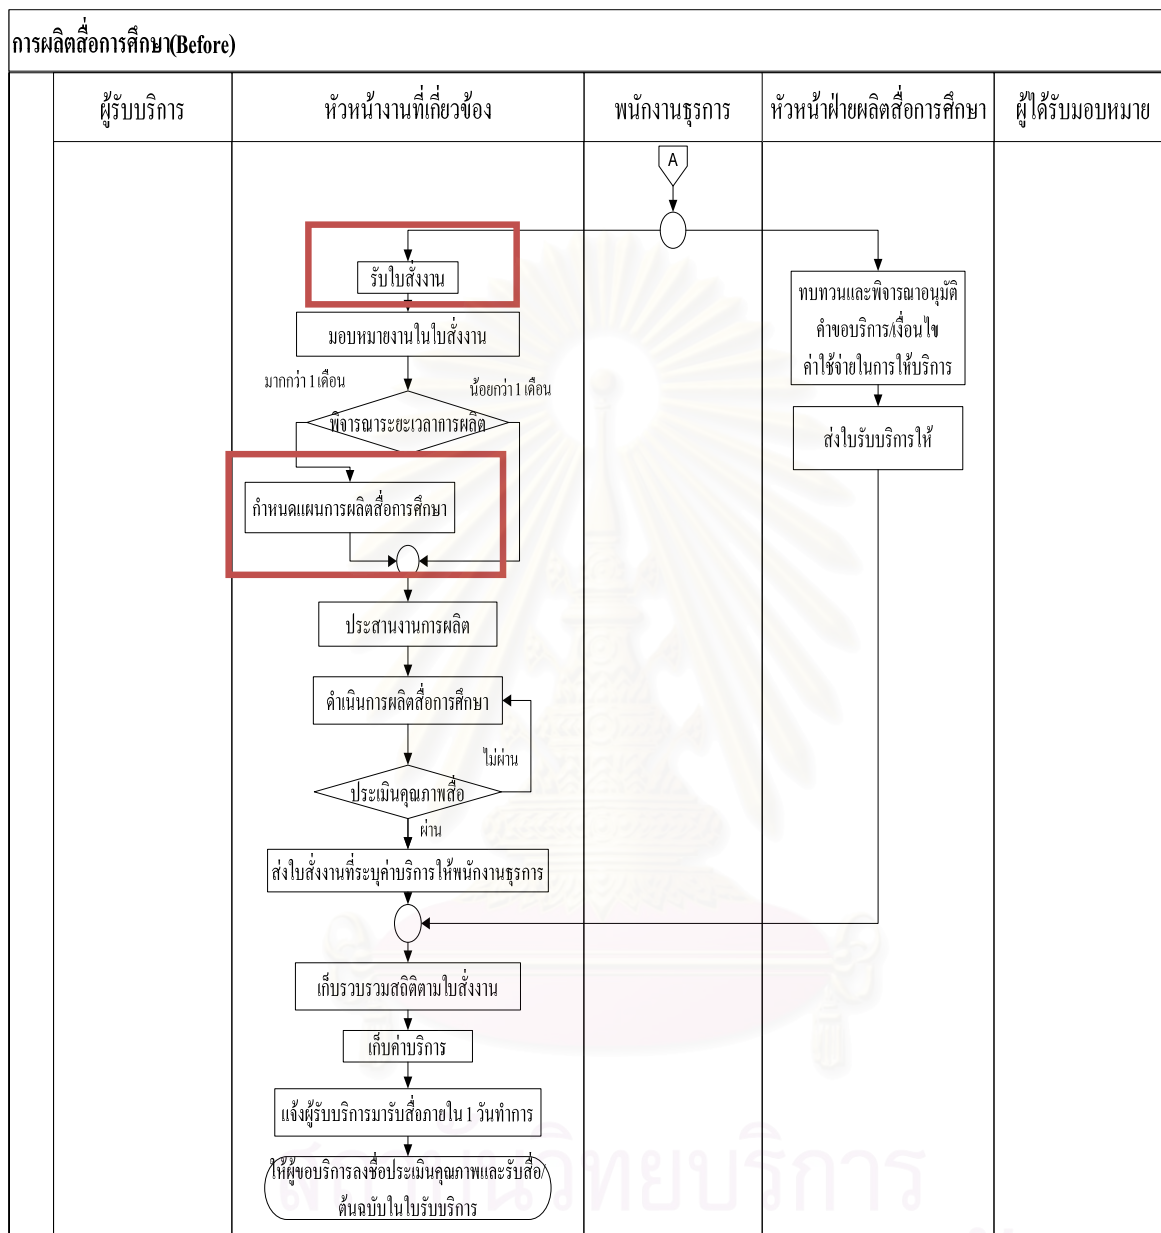 การผลิตสื่อการศึกษา(Before)
ผู้รับบริการ
หัวหน้างานที่เกี่ยวข้อง
พนักงานธุรการ
หัวหน้าฝ่ายผลิตสื่อการศึกษา
ผู้ได้รับมอบหมาย
A
รับใบสั่งงาน
ทบทวนและพิจารณาอนุมัติ
คำขอบริการ/เงื่อนไข
ค่าใช้จ่ายในการให้บริการ
มอบหมายงานในใบสั่งงาน
มากกว่า 1 เดือน
น้อยกว่า 1 เดือน
พิจารณาระยะเวลาการผลิต
ส่งใบรับบริการให้
กำหนดแผนการผลิตสื่อการศึกษา
ประสานงานการผลิต
ดำเนินการผลิตสื่อการศึกษา
ไม่ผ่าน
ประเมินคุณภาพสื่อ
ผ่าน
ส่งใบสั่งงานที่ระบุค่าบริการให้พนักงานธุรการ
เก็บรวบรวมสถิติตามใบสั่งงาน
เก็บค่าบริการ
แจ้งผู้รับบริการมารับสื่อภายใน 1 วันทำการ
ให้ผู้ขอบริการลงชื่อประเมินคุณภาพและรับสื่อ/
ต้นฉบับในใบรับบริการ
สถาบันวิทยบริการ